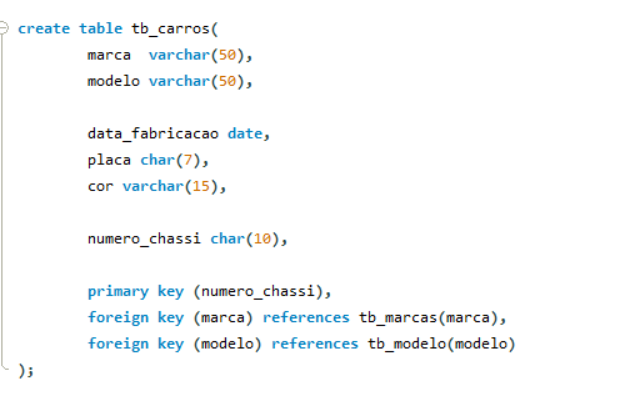 create table tb_carros(
marca varchar(50),
modelo varchar(50),
data_fabricacao date,
placa char(7),
cor varchar(15),
numero_chassi char(10),
primary key (numero_chassi),
foreign key (marca) references tb_marcas(marca),
foreign key (modelo) references tb_modelo(modelo)
);